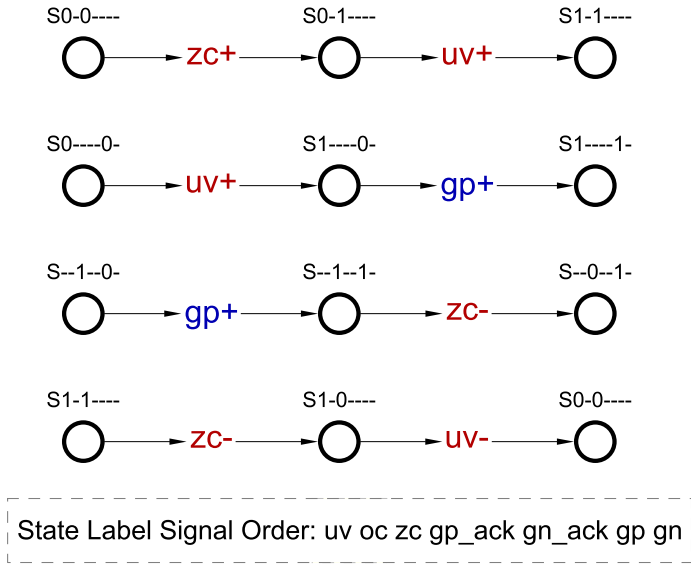 S0-0---- S0-1---- S1-1----
zc+ uv+
S0----0- S1----0- S1----1-
uv+ gp+
S--1--0- S--1--1- S--0--1-
gp+ zc-
S1-1---- S1-0---- S0-0----
zc- uv-
State Label Signal Order: uv oc zc gp_ack gn_ack gp gn